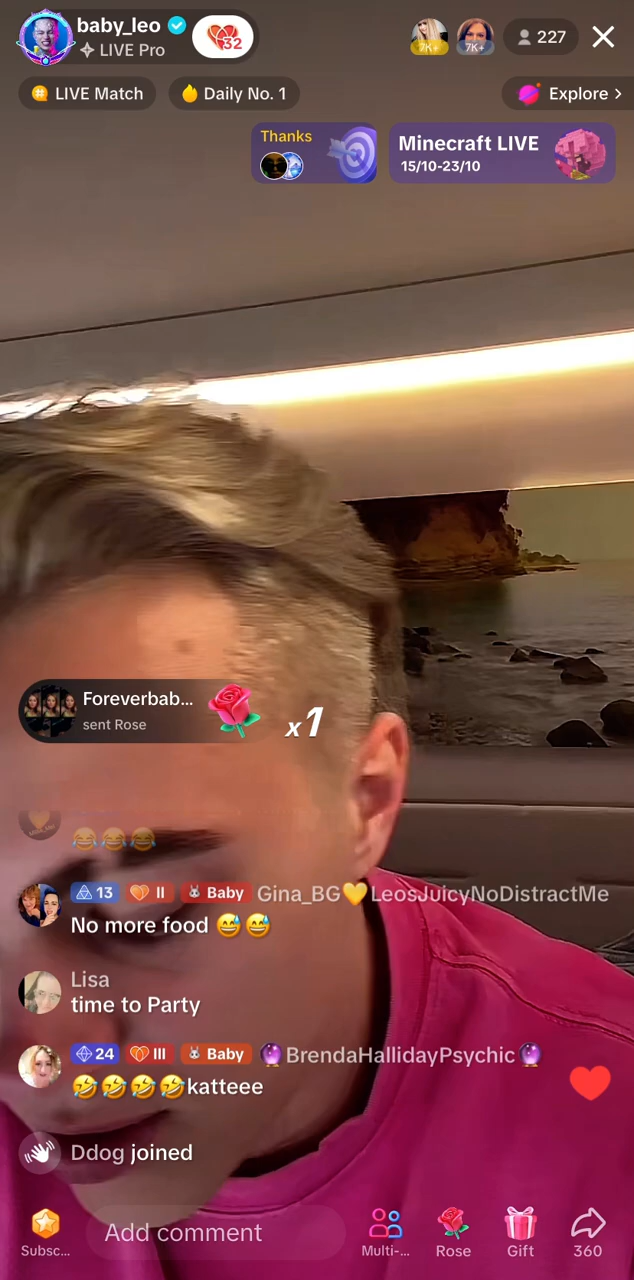 baby_leo
LIVE Pro
32
7K+
7K+
227
LIVE Match
Daily No. 1
Explore >
Thanks
Minecraft LIVE
15/10-23/10
Foreverbab...
sent Rose
x1
😂😂😂
13 II Baby Gina_BG💛LeosJuicyNoDistractMe
No more food 😅😅
Lisa
time to Party
24 III Baby 🔮BrendaHallidayPsychic🔮
🤣🤣🤣🤣katteee
Ddog joined
Add comment
Subsc...
Multi-...
Rose
Gift
360